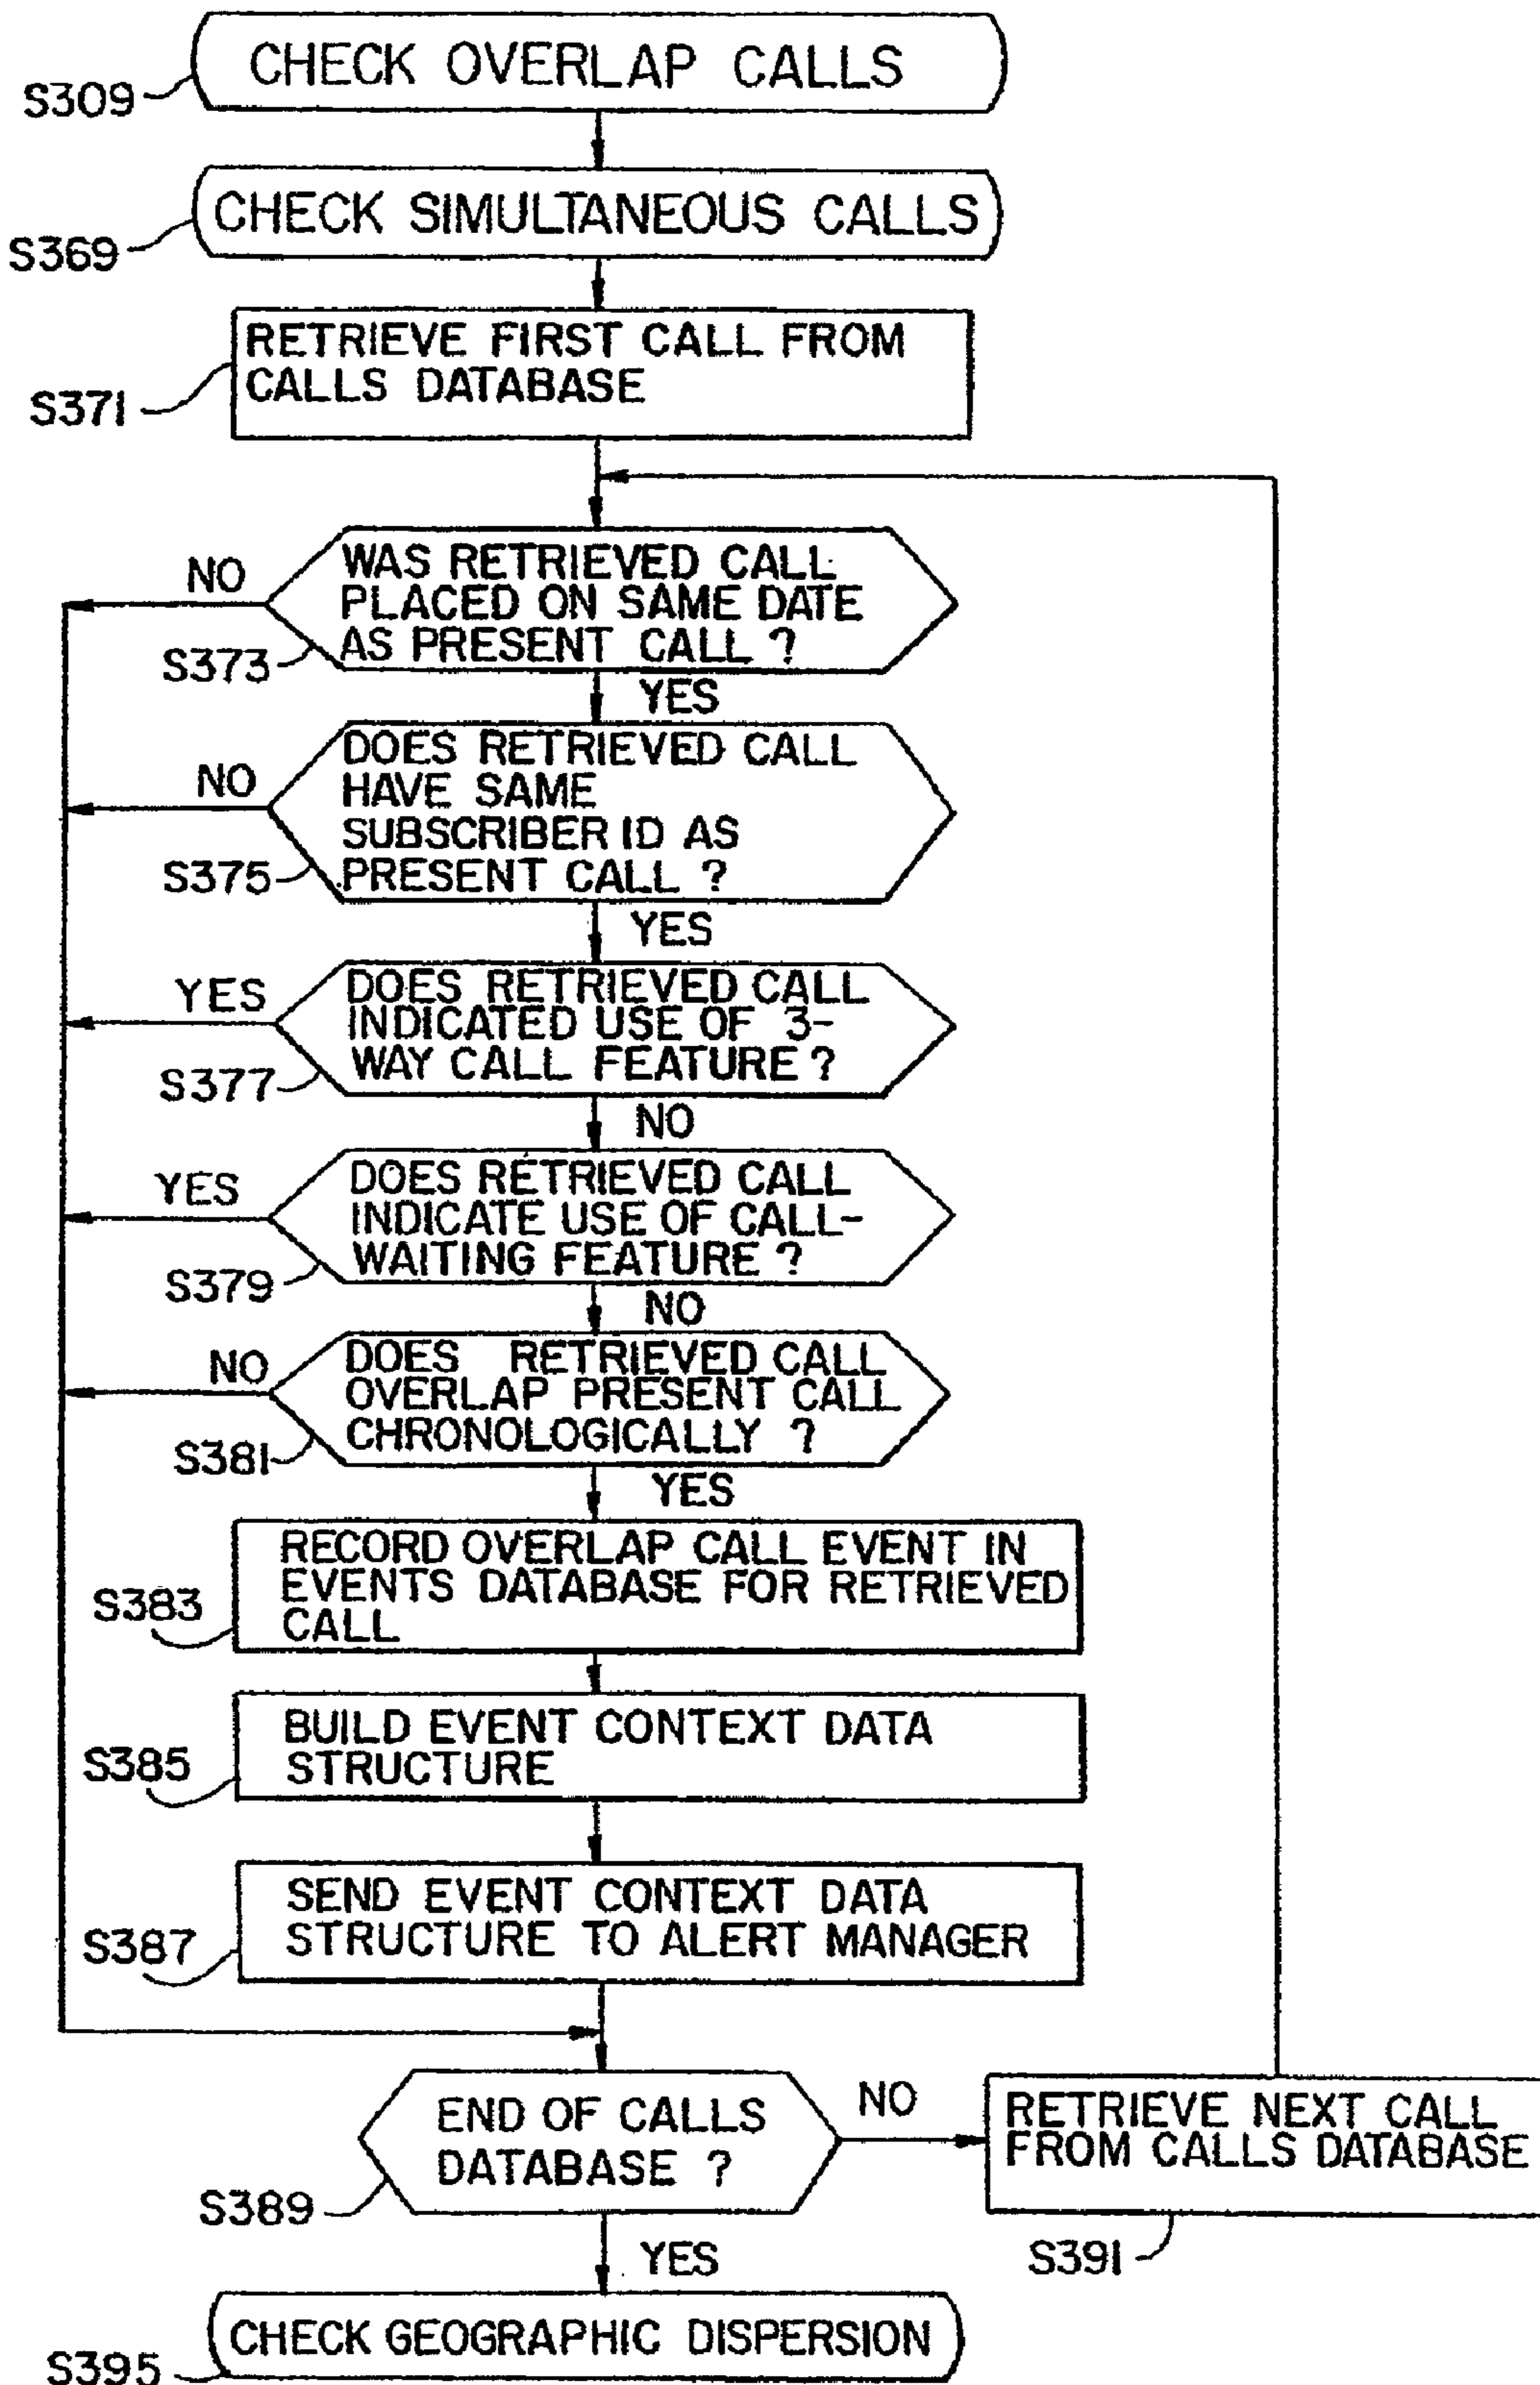 CHECK OVERLAP CALLS
S309
CHECK SIMULTANEOUS CALLS
S369
RETRIEVE FIRST CALL FROM
CALLS DATABASE
S371
WAS RETRIEVED CALL
PLACED ON SAME DATE
AS PRESENT CALL ?
NO
S373
YES
DOES RETRIEVED CALL
HAVE SAME
SUBSCRIBER ID AS
PRESENT CALL ?
NO
S375
YES
DOES RETRIEVED CALL
INDICATED USE OF 3-
WAY CALL FEATURE ?
YES
S377
NO
DOES RETRIEVED CALL
INDICATE USE OF CALL-
WAITING FEATURE ?
YES
S379
NO
DOES RETRIEVED CALL
OVERLAP PRESENT CALL
CHRONOLOGICALLY ?
NO
S381
YES
RECORD OVERLAP CALL EVENT IN
EVENTS DATABASE FOR RETRIEVED
CALL
S383
BUILD EVENT CONTEXT DATA
STRUCTURE
S385
SEND EVENT CONTEXT DATA
STRUCTURE TO ALERT MANAGER
S387
END OF CALLS
DATABASE ?
NO
S389
RETRIEVE NEXT CALL
FROM CALLS DATABASE
S391
YES
CHECK GEOGRAPHIC DISPERSION
S395